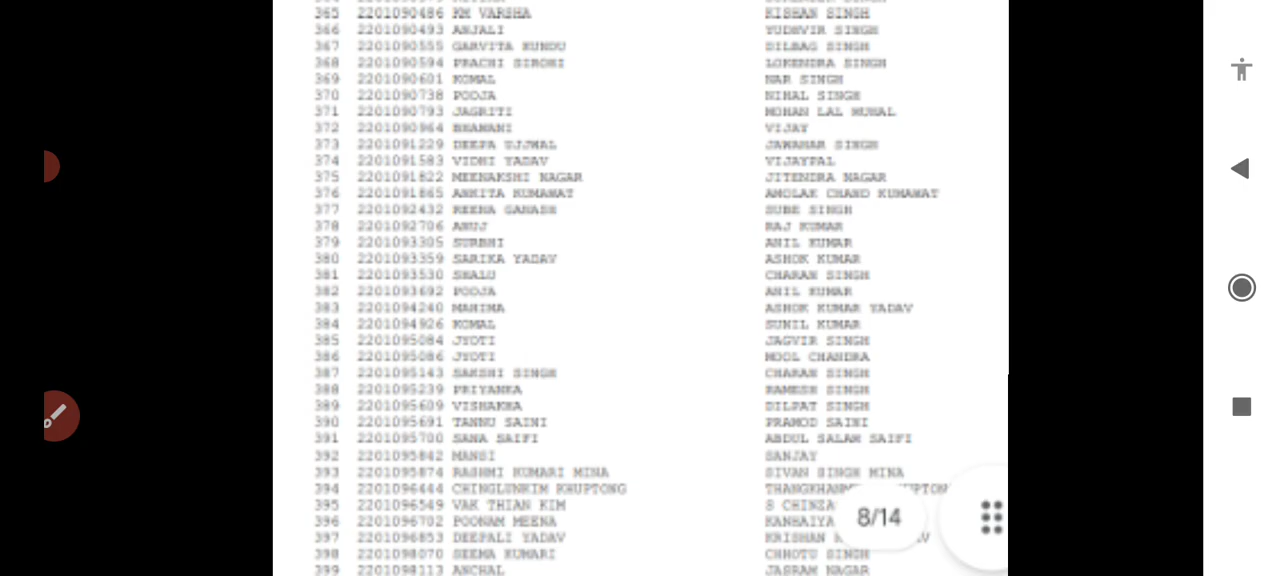 365 2201090486 KM VARSHA KISHAN SINGH
366 2201090493 ANJALI YUDHVIR SINGH
367 2201090555 GARVITA KUNDU DILBAG SINGH
368 2201090594 PRACHI SIROHI LOKENDRA SINGH
369 2201090601 KOMAL NAR SINGH
370 2201090738 POOJA NIHAL SINGH
371 2201090793 JAGRITI MOHAN LAL
372 2201090964 VIJAY
373 2201091229 DEEPA UJJWAL JAWAHAR SINGH
374 2201091583 VIDHI YADAV VIJAYPAL
375 2201091822 MEENAKSHI NAGAR JITENDRA NAGAR
376 2201091865 ANKITA KUMAWAT AMOLAK CHAND KUMAWAT
377 2201092432 REENA SUBE SINGH
378 2201092706 ANUJ RAJ KUMAR
379 2201093305 SURBHI ANIL KUMAR
380 2201093359 SARIKA YADAV ASHOK KUMAR
381 2201093530 SHALU CHARAN SINGH
382 2201093692 POOJA ANIL KUMAR
383 2201094240 MAHIMA ASHOK KUMAR YADAV
384 2201094926 KOMAL SUNIL KUMAR
385 2201095084 JYOTI JAGVIR SINGH
386 2201095086 JYOTI MOOL CHANDRA
387 2201095143 SAKSHI SINGH CHARAN SINGH
388 2201095239 PRIYANKA RAMESH SINGH
389 2201095609 VISHAKHA DILPAT SINGH
390 2201095691 TANNU SAINI PRAMOD SAINI
391 2201095700 SANA SAIFI ABDUL SALAM SAIFI
392 2201095842 MANSI SANJAY
393 2201095874 RASHMI KUMARI MINA SIVAN SINGH MINA
394 2201096444 CHINGLUNKIM KHUPTONG
395 2201096549 VAK THIAN KIM S
396 2201096702 POONAM MEENA KANHAIYA
397 2201096853 DEEPALI YADAV KRISHAN
398 2201098070 SEEMA KUMARI CHHOTU SINGH
399 2201098113 ANCHAL JASRAM NAGAR
8/14